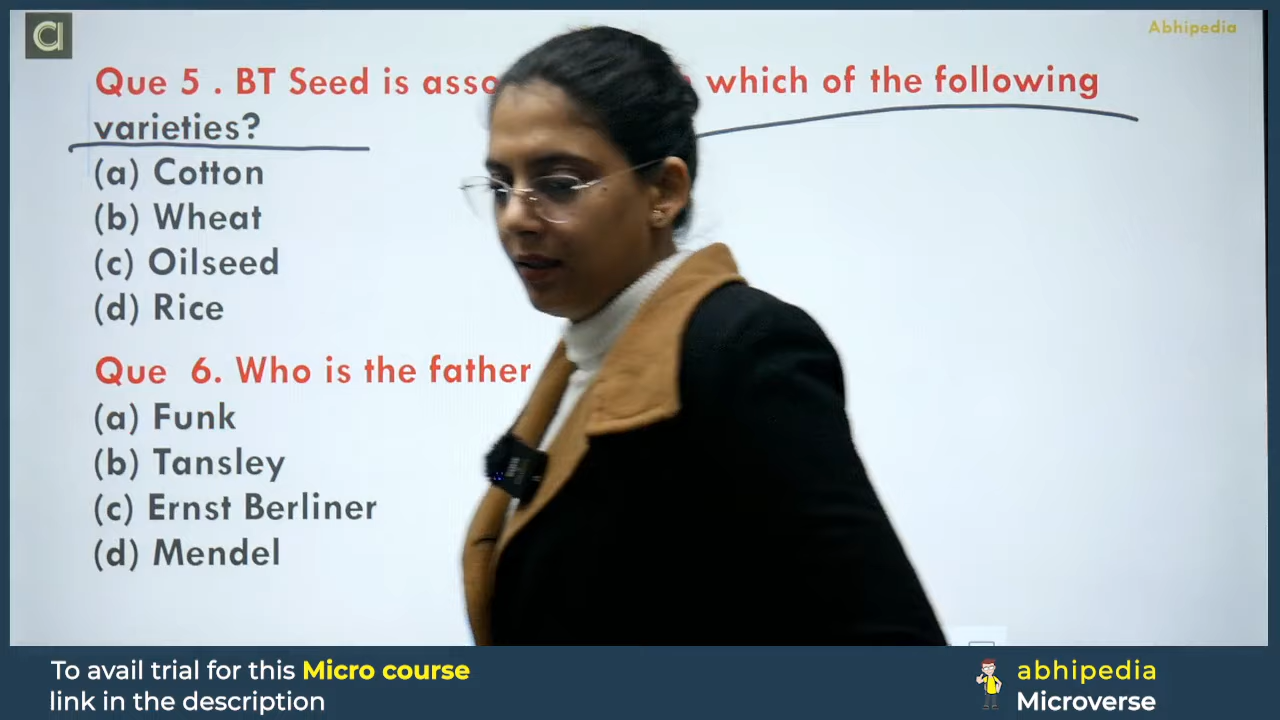 Abhipedia
Que 5 . BT Seed is asso which of the following
varieties?
(a) Cotton
(b) Wheat
(c) Oilseed
(d) Rice
Que 6. Who is the father
(a) Funk
(b) Tansley
(c) Ernst Berliner
(d) Mendel
To avail trial for this Micro course
link in the description
abhipedia
Microverse